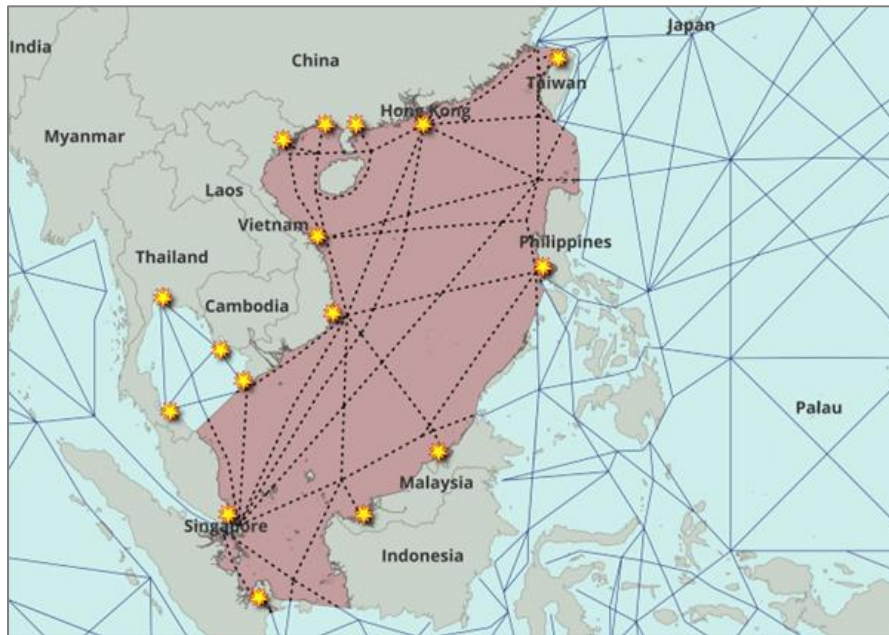 Japan
India
China
Taiwan
Hong Kong
Myanmar
Laos
Vietnam
Philippines
Thailand
Cambodia
Palau
Malaysia
Singapore
Indonesia